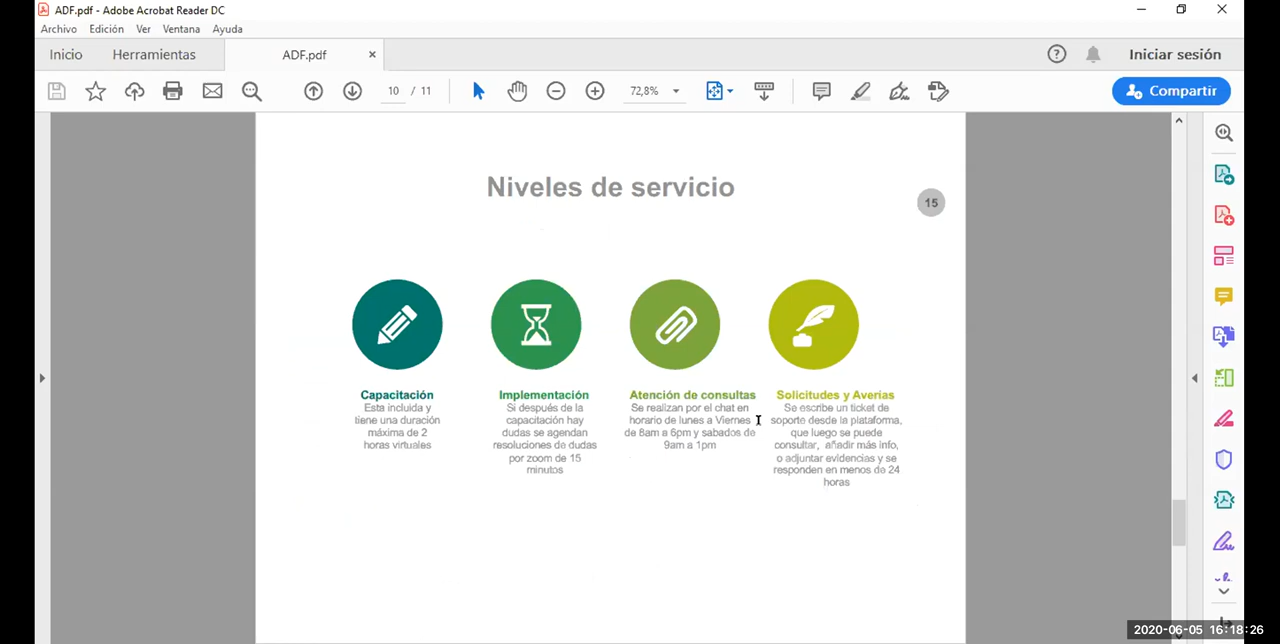 ADF.pdf - Adobe Acrobat Reader DC
Archivo Edición Ver Ventana Ayuda
Inicio Herramientas ADF.pdf × Iniciar sesión
10 / 11 72,8% Compartir
Niveles de servicio
15
Capacitación
Esta incluida y
tiene una duración
máxima de 2
horas virtuales
Implementación
Si después de la
capacitación hay
dudas se agendan
resoluciones de dudas
por zoom de 15
minutos
Atención de consultas
Se realizan por el chat en
horario de lunes a Viernes
de 8am a 6pm y sabados de
9am a 1pm
Solicitudes y Averías
Se escribe un ticket de
soporte desde la plataforma,
que luego se puede
consultar, añadir más info,
o adjuntar evidencias y se
responden en menos de 24
horas
2020-06-05 16:18:26